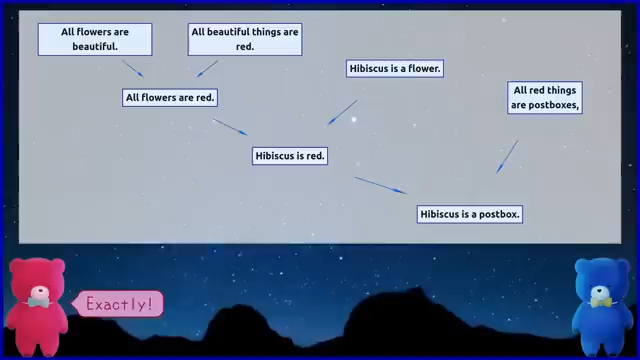 All flowers are
beautiful.
All beautiful things are
red.
Hibiscus is a flower.
All red things
are postboxes,
All flowers are red.
Hibiscus is red.
Hibiscus is a postbox.
Exactly!